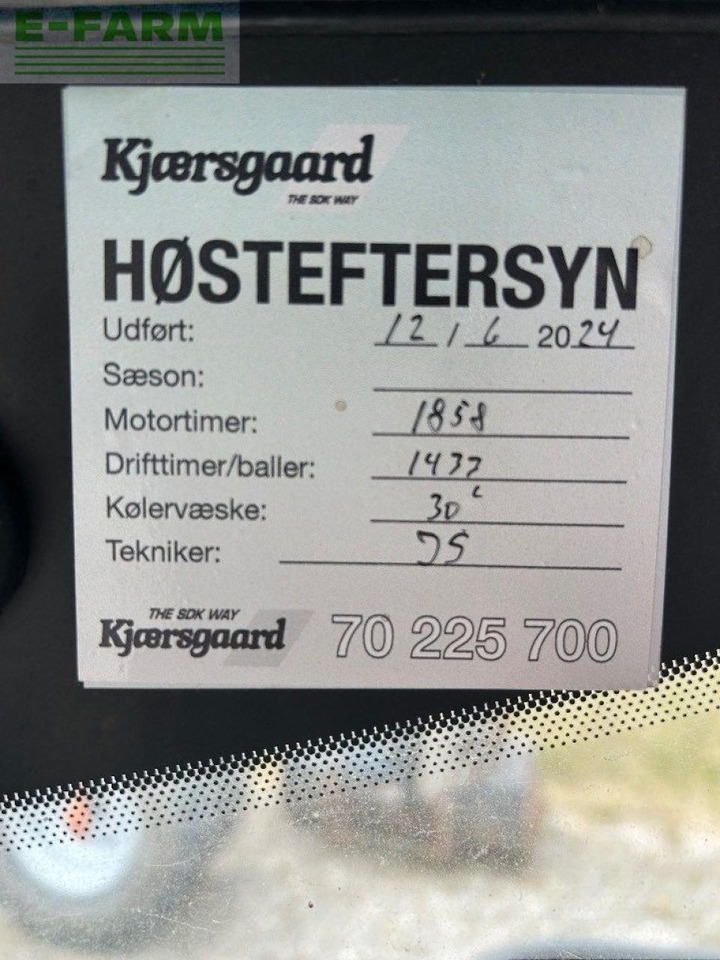 E-FARM
Kjærsgaard
THE SDK WAY
HØSTEFTERSYN
Udført: 12 / 6 2024
Sæson:
Motortimer: 1858
Drifttimer/baller: 1437
Kølervæske: 30
Tekniker: JS
THE SDK WAY
Kjærsgaard 70 225 700